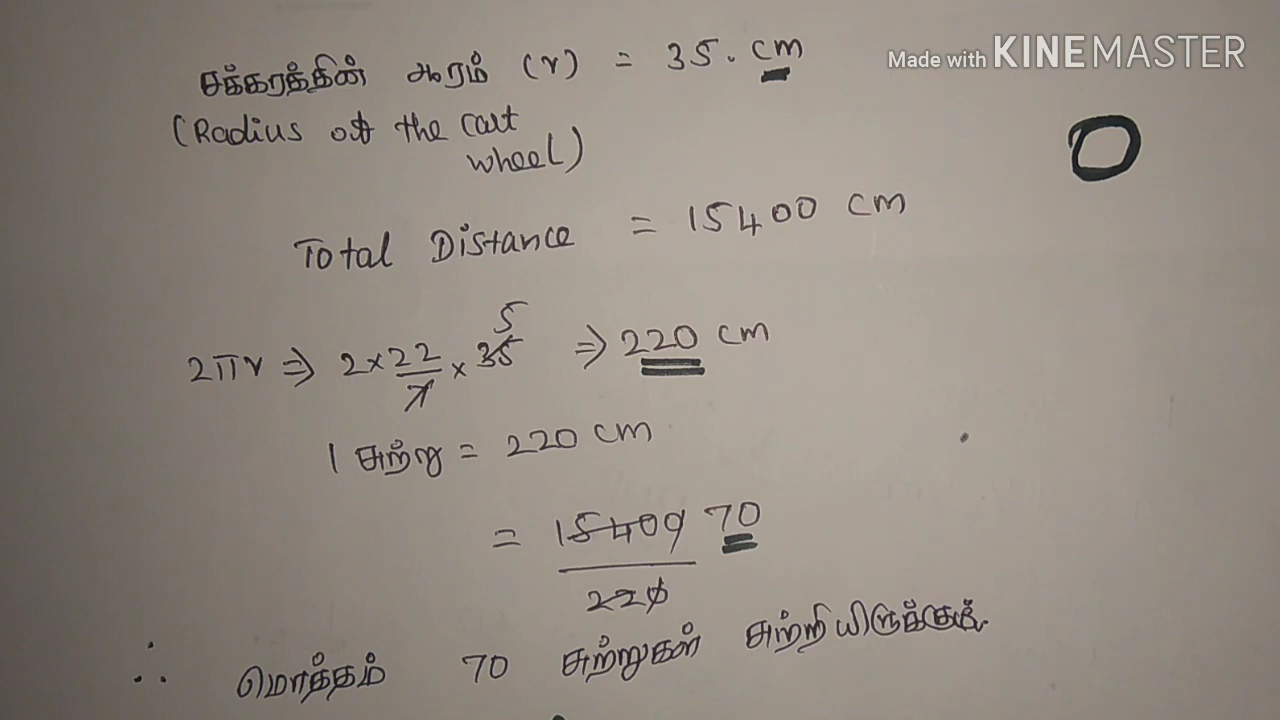 Made with KINEMASTER
சக்கரத்தின் ஆரம் (r) = 35. cm
(Radius of the cart
wheel)
Total Distance = 15400 cm
5
2πr ⇒ 2 × 22/7 × 35 ⇒ 220 cm
1 சுற்று = 220 cm
= 15400 70
220
∴ மொத்தம் 70 சுற்றுகள் சுற்றியிருக்கும்.